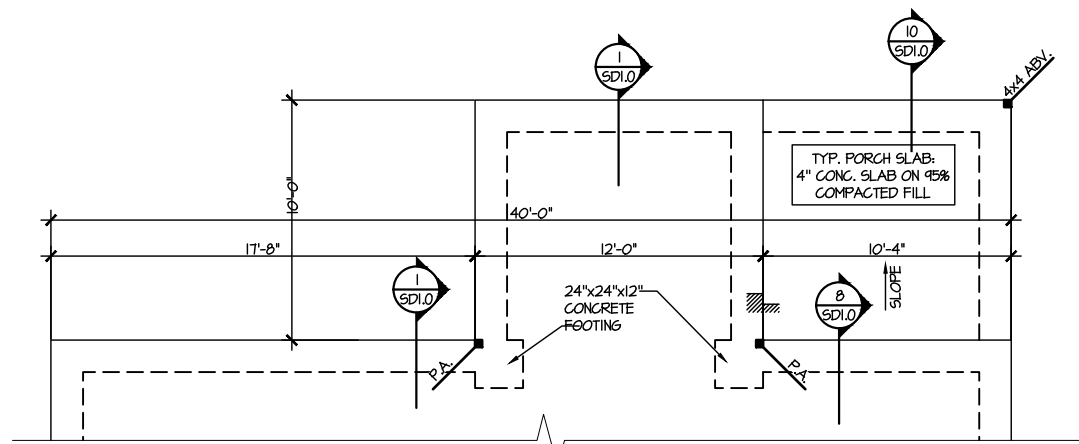 10
SD1.0
1
SD1.0
4x4 ABV.
TYP. PORCH SLAB:
4" CONC. SLAB ON 95%
COMPACTED FILL
10'-0"
40'-0"
17'-8"
12'-0"
10'-4"
1
SD1.0
24"x24"x12"
CONCRETE
FOOTING
8
SD1.0
SLOPE
P.A.
P.A.